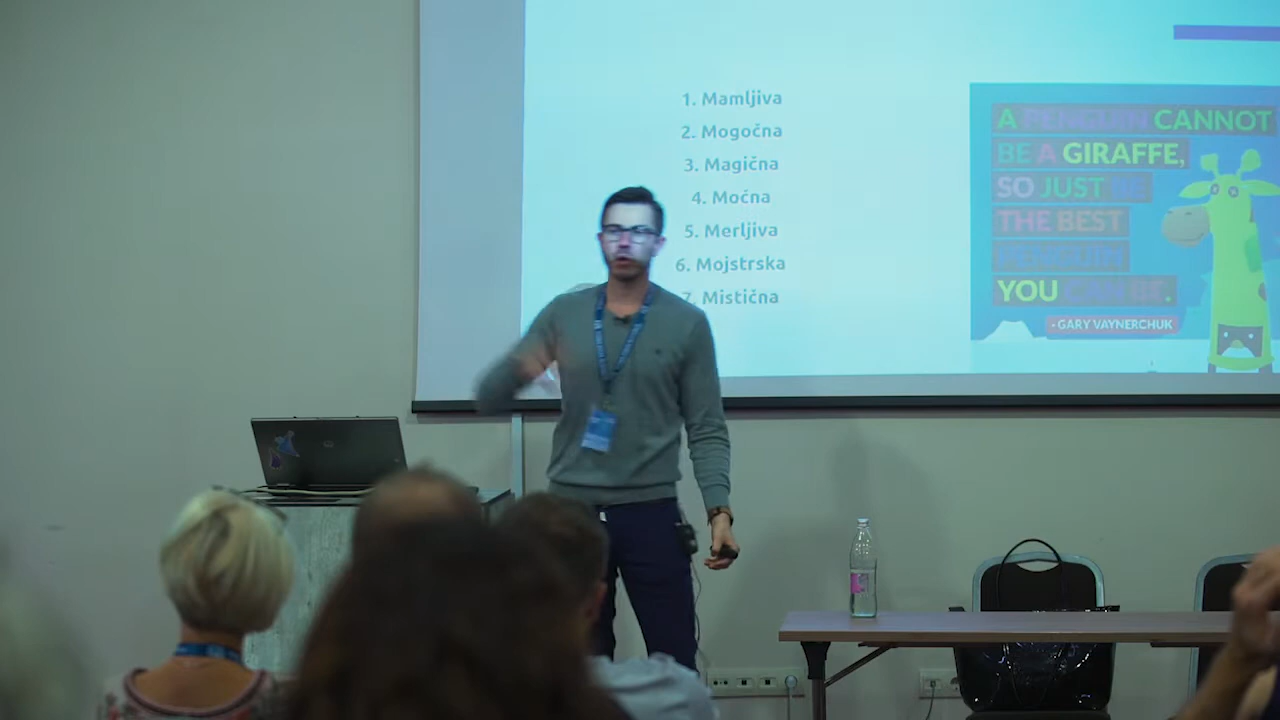 1. Mamljiva
2. Mogočna
3. Magična
4. Močna
5. Merljiva
6. Mojstrska
7. Mistična
A PENGUIN CANNOT
BE A GIRAFFE,
SO JUST BE
THE BEST
PENGUIN
YOU CAN BE.
- GARY VAYNERCHUK